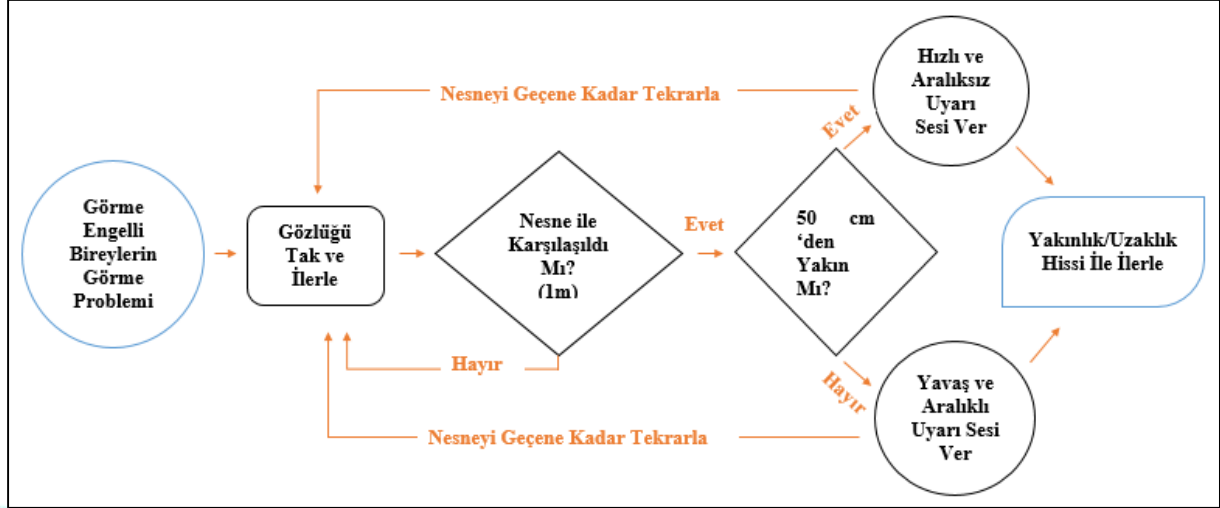 Görme
Engelli
Bireylerin
Görme
Problemi
Gözlüğü
Tak ve
İlerle
Nesne ile
Karşılaşıldı
Mı?
(1m)
Hayır
Evet
50 cm
‘den
Yakın
Mı?
Evet
Hızlı ve
Aralıksız
Uyarı
Sesi Ver
Nesneyi Geçene Kadar Tekrarla
Hayır
Yavaş ve
Aralıklı
Uyarı Sesi
Ver
Nesneyi Geçene Kadar Tekrarla
Yakınlık/Uzaklık
Hissi İle İlerle